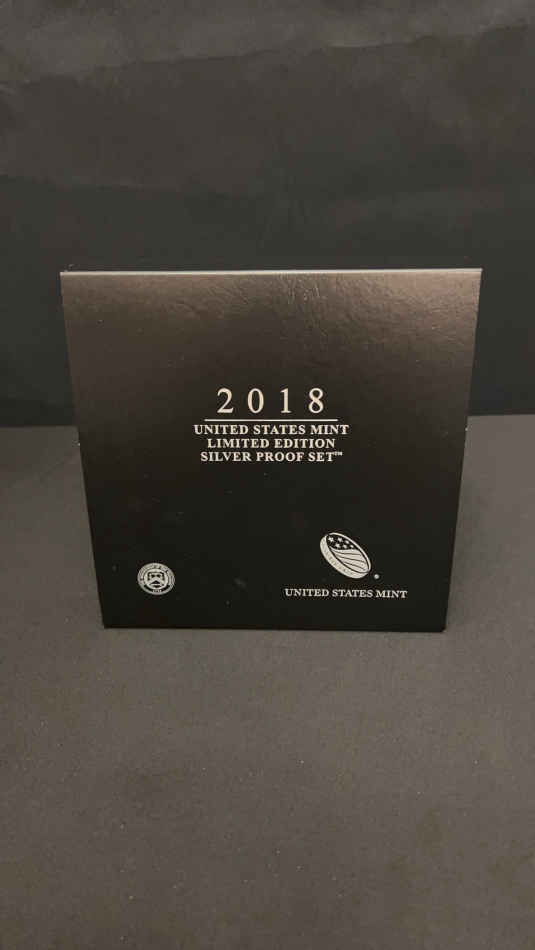 2018
UNITED STATES MINT
LIMITED EDITION
SILVER PROOF SET™
UNITED STATES MINT